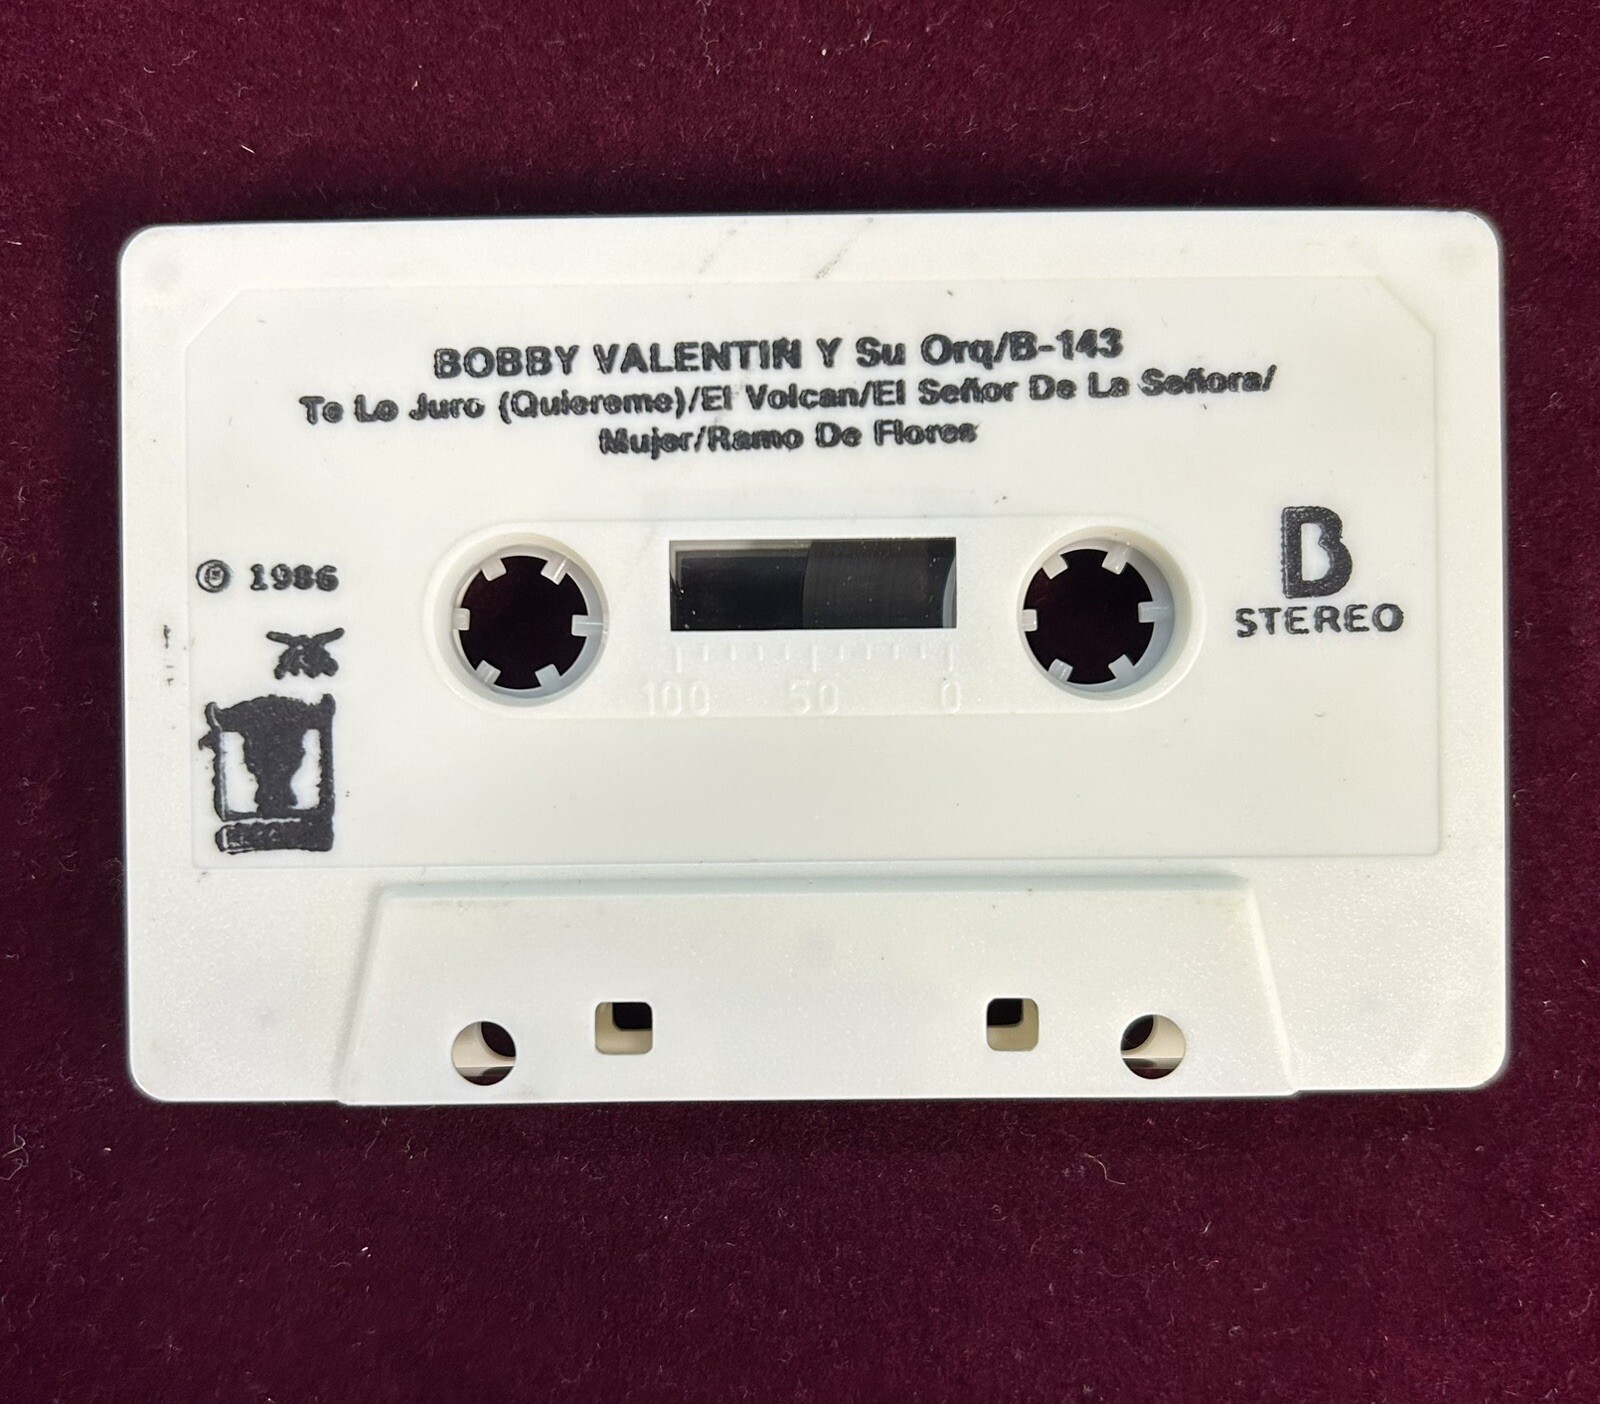 BOBBY VALENTIN Y Su Orq/B-143
Te Lo Juro (Quiereme)/El Volcan/El Señor De La Señora/
Mujer/Ramo De Flores
℗ 1986
B
STEREO
100 50 0